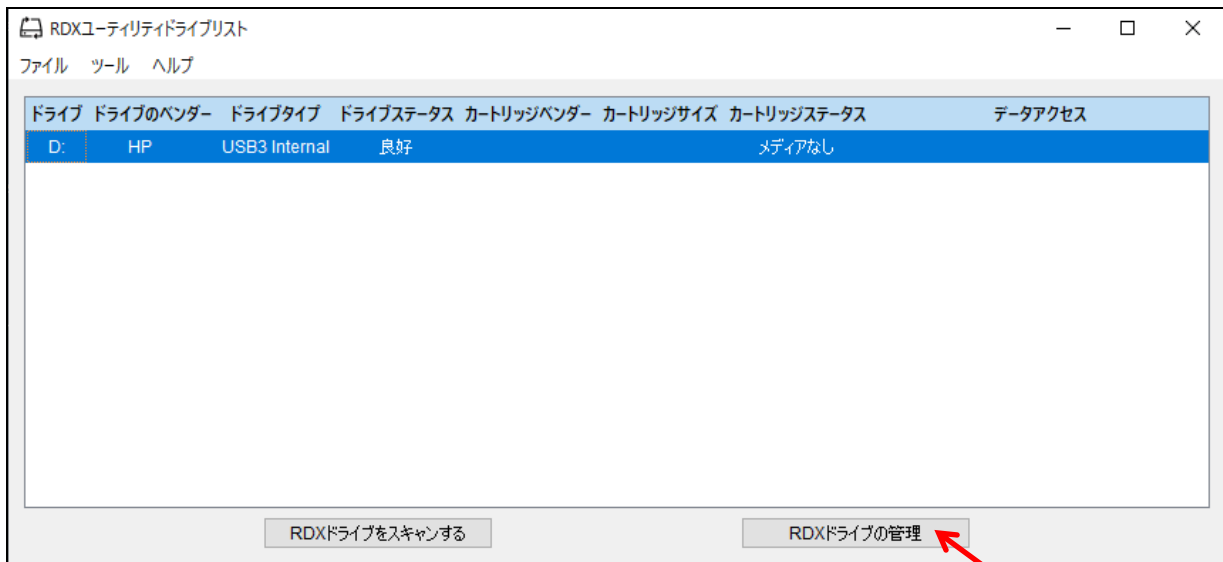 RDXユーティリティドライブリスト
ファイル ツール ヘルプ
ドライブ ドライブのベンダー ドライブタイプ ドライブステータス カートリッジベンダー カートリッジサイズ カートリッジステータス データアクセス
D: HP USB3 Internal 良好 メディアなし
RDXドライブをスキャンする RDXドライブの管理